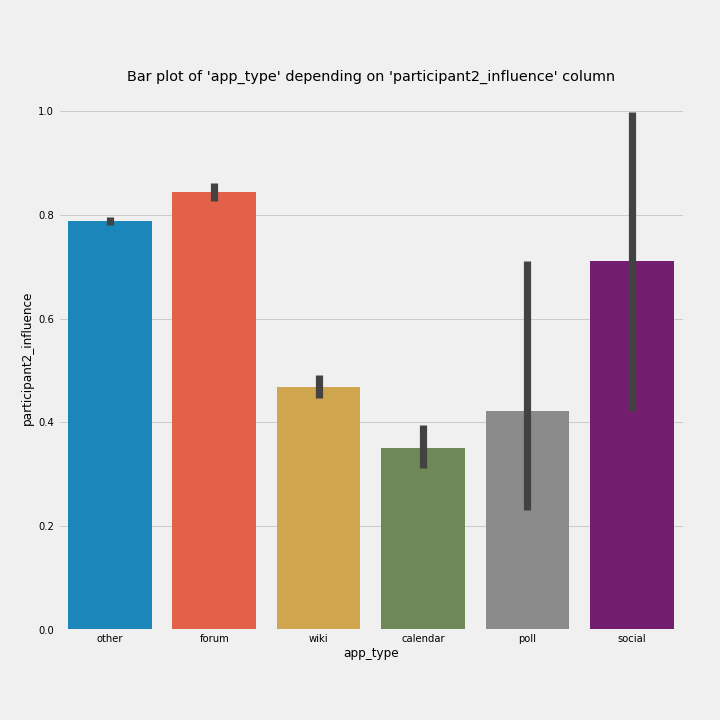 Bar plot of 'app_type' depending on 'participant2_influence' column
1.0
0.8
0.6
0.4
0.2
0.0
participant2_influence
other forum wiki calendar poll social
app_type